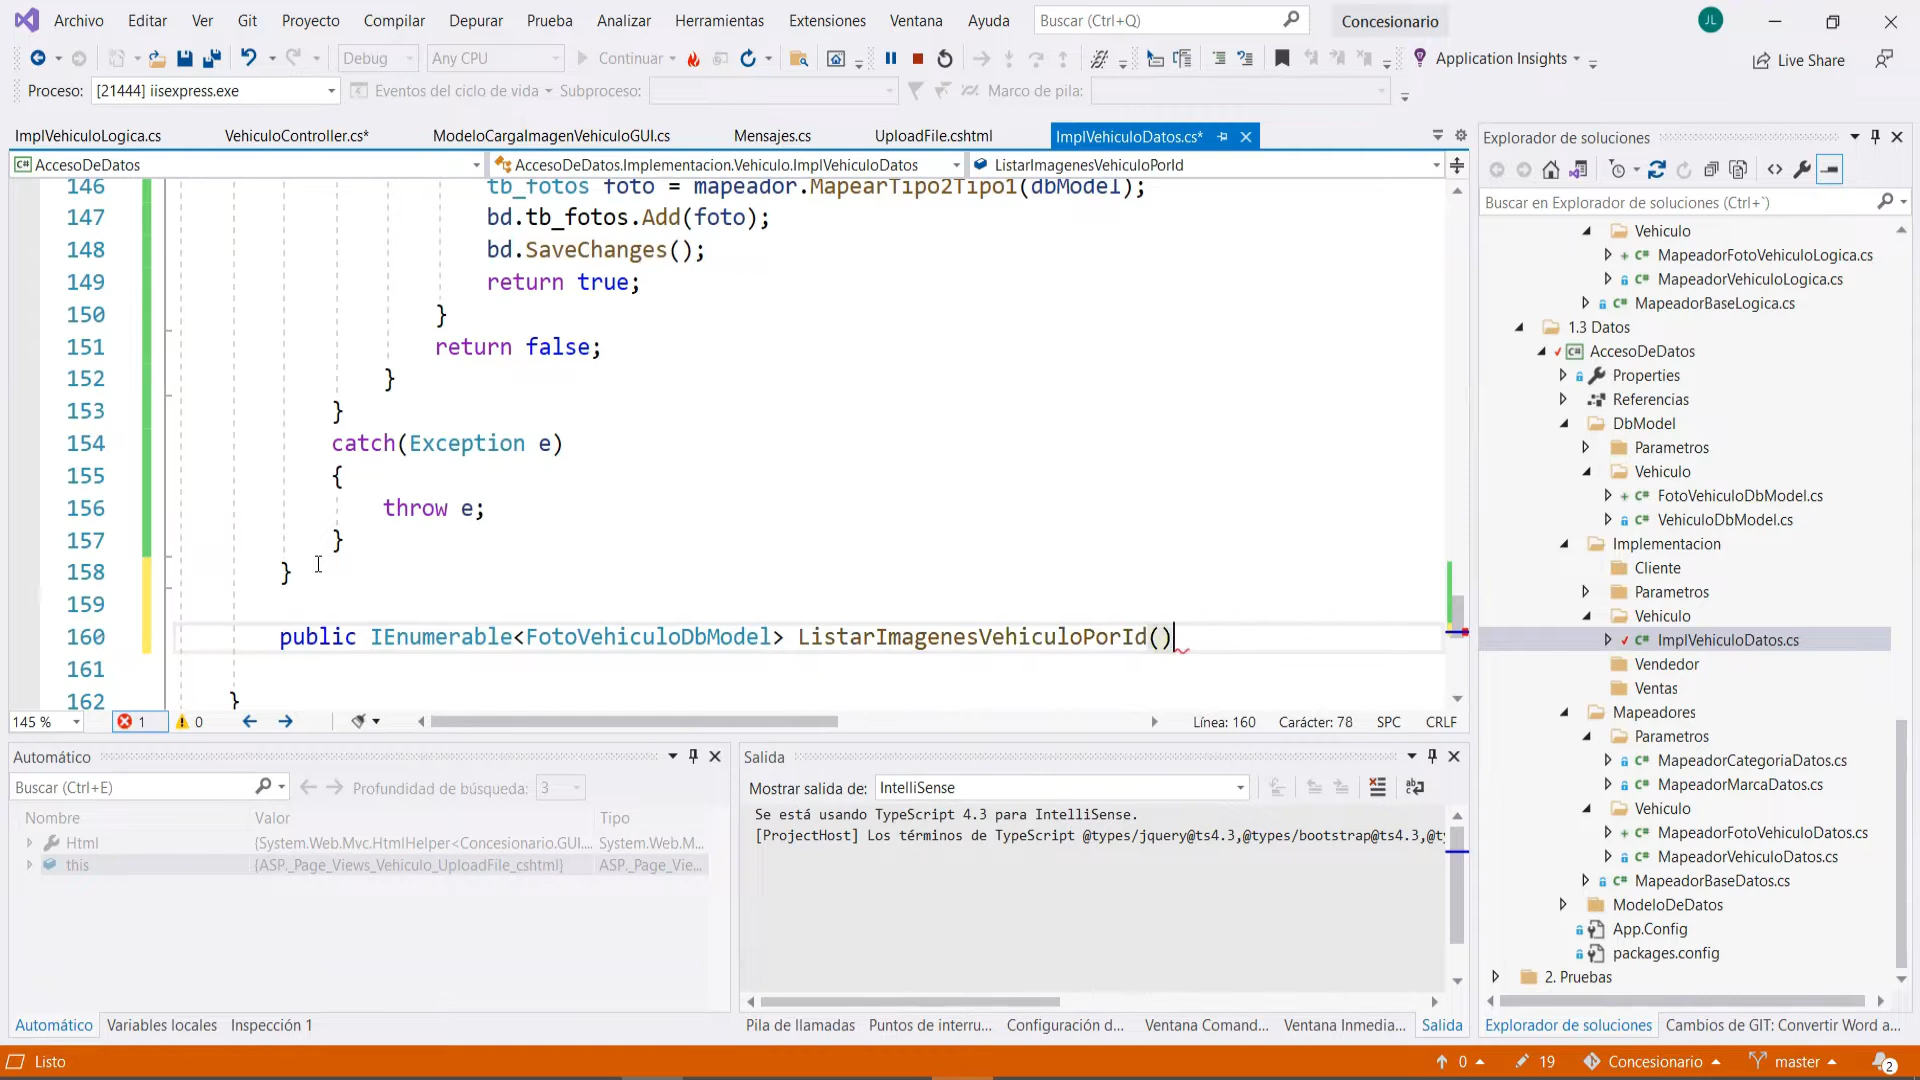 Archivo Editar Ver Git Proyecto Compilar Depurar Prueba Analizar Herramientas Extensiones Ventana Ayuda Buscar (Ctrl+Q) Concesionario JL
Debug Any CPU Continuar Application Insights Live Share
Proceso: [21444] iisexpress.exe Eventos del ciclo de vida Subproceso: Marco de pila:
ImplVehiculoLogica.cs VehiculoController.cs* ModeloCargaImagenVehiculoGUI.cs Mensajes.cs UploadFile.cshtml ImplVehiculoDatos.cs*
AccesoDeDatos AccesoDeDatos.Implementacion.Vehiculo.ImplVehiculoDatos ListarImagenesVehiculoPorId
146 tb_fotos foto = mapeador.MapearTipo2Tipo1(dbModel);
147 bd.tb_fotos.Add(foto);
148 bd.SaveChanges();
149 return true;
150 }
151 return false;
152 }
153 }
154 catch(Exception e)
155 {
156 throw e;
157 }
158 }
159
160 public IEnumerable<FotoVehiculoDbModel> ListarImagenesVehiculoPorId()
161
162 }
145 % 1 0 Línea: 160 Carácter: 78 SPC CRLF
Automático
Buscar (Ctrl+E) Profundidad de búsqueda: 3
Nombre Valor Tipo
Html {System.Web.Mvc.HtmlHelper<Concesionario.GUI.... System.Web.M...
this {ASP._Page_Views_Vehiculo_UploadFile_cshtml} ASP._Page_Vie...
Automático Variables locales Inspección 1
Salida
Mostrar salida de: IntelliSense
Se está usando TypeScript 4.3 para IntelliSense.
[ProjectHost] Los términos de TypeScript @types/jquery@ts4.3,@types/bootstrap@ts4.3,@ty
Pila de llamadas Puntos de interru... Configuración d... Ventana Comand... Ventana Inmedia... Salida
Explorador de soluciones
Buscar en Explorador de soluciones (Ctrl+`)
Vehiculo
MapeadorFotoVehiculoLogica.cs
MapeadorVehiculoLogica.cs
MapeadorBaseLogica.cs
1.3 Datos
AccesoDeDatos
Properties
Referencias
DbModel
Parametros
Vehiculo
FotoVehiculoDbModel.cs
VehiculoDbModel.cs
Implementacion
Cliente
Parametros
Vehiculo
ImplVehiculoDatos.cs
Vendedor
Ventas
Mapeadores
Parametros
MapeadorCategoriaDatos.cs
MapeadorMarcaDatos.cs
Vehiculo
MapeadorFotoVehiculoDatos.cs
MapeadorVehiculoDatos.cs
MapeadorBaseDatos.cs
ModeloDeDatos
App.Config
packages.config
2. Pruebas
Explorador de soluciones Cambios de GIT: Convertir Word a...
Listo 0 19 Concesionario master 2